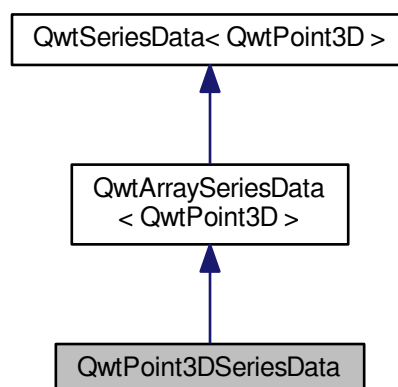 QwtSeriesData< QwtPoint3D >
QwtArraySeriesData
< QwtPoint3D >
QwtPoint3DSeriesData